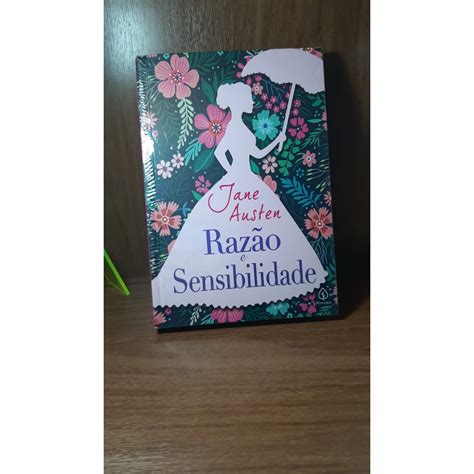 Jane
Austen
Razão
e
Sensibilidade